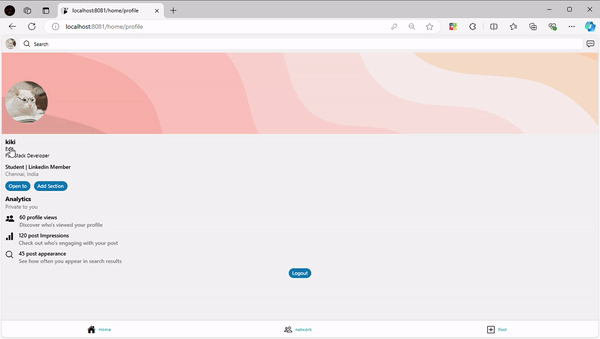 localhost:8081/home/profile
localhost:8081/home/profile
Search
kiki
Edit
Stack Developer
Student | Linkedin Member
Chennai, India
Open to
Add Section
Analytics
Private to you
60 profile views
Discover who's viewed your profile
120 post Impressions
Check out who's engaging with your post
45 post appearance
See how often you appear in search results
Logout
Home
network
Post